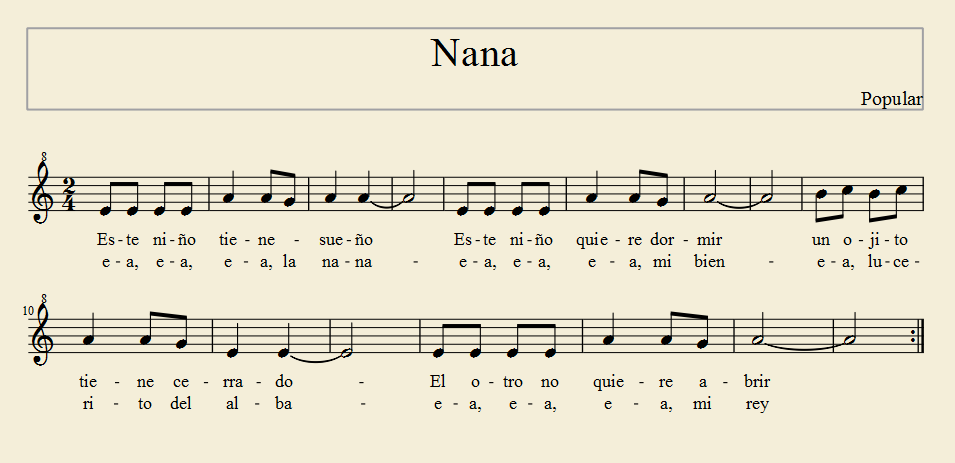 Nana
Popular
8
2
4
Es - te ni - ño tie - ne - sue - ño Es - te ni - ño quie - re dor - mir un o - ji - to
e - a, e - a, e - a, la na - na - e - a, e - a, e - a, mi bien - e - a, lu - ce -
10
8
tie - ne ce - rra - do - El o - tro no quie - re a - brir
ri - to del al - ba - e - a, e - a, e - a, mi rey